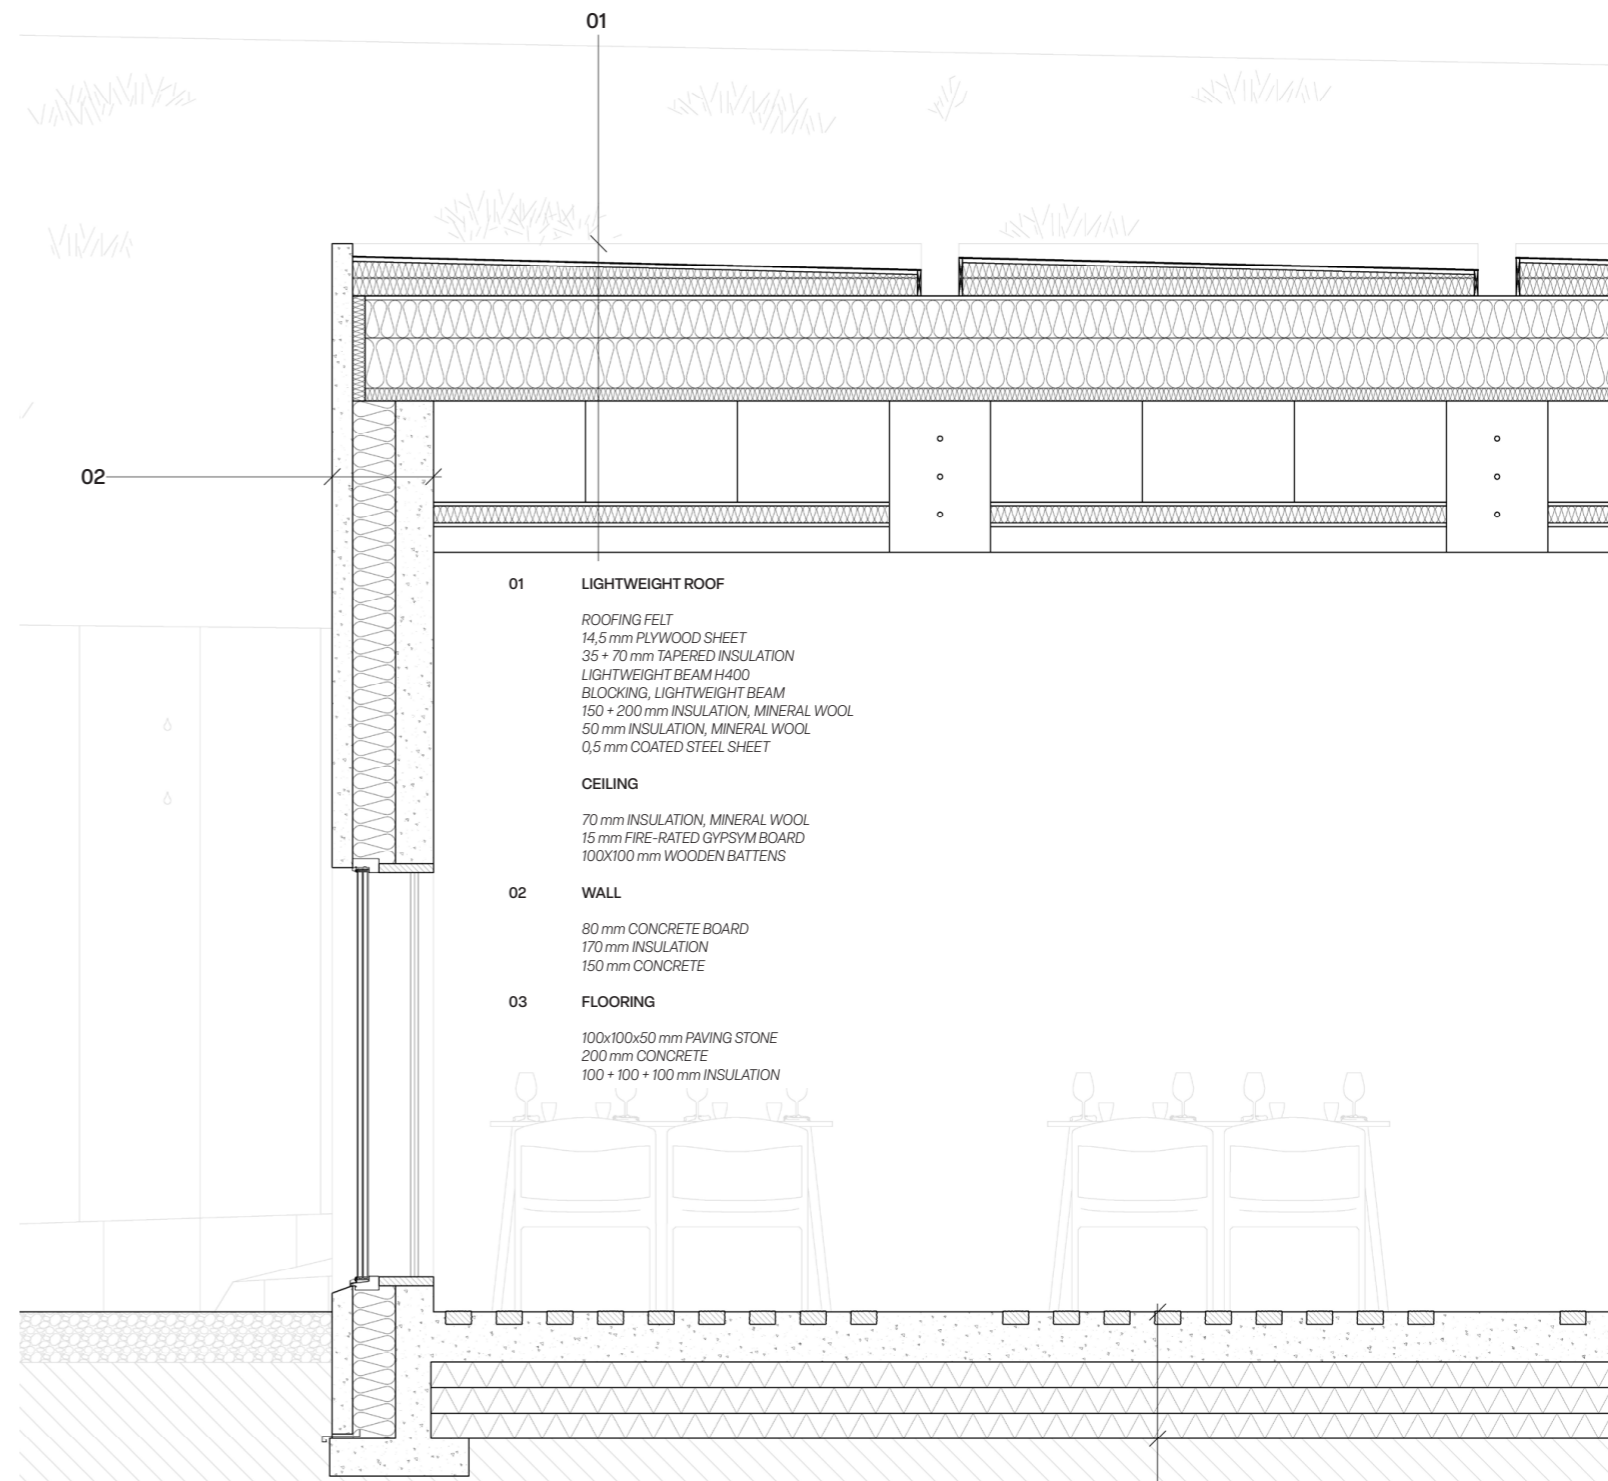 01
02
01 LIGHTWEIGHT ROOF
ROOFING FELT
14,5 mm PLYWOOD SHEET
35 + 70 mm TAPERED INSULATION
LIGHTWEIGHT BEAM H400
BLOCKING, LIGHTWEIGHT BEAM
150 + 200 mm INSULATION, MINERAL WOOL
50 mm INSULATION, MINERAL WOOL
0,5 mm COATED STEEL SHEET
CEILING
70 mm INSULATION, MINERAL WOOL
15 mm FIRE-RATED GYPSYM BOARD
100X100 mm WOODEN BATTENS
02 WALL
80 mm CONCRETE BOARD
170 mm INSULATION
150 mm CONCRETE
03 FLOORING
100x100x50 mm PAVING STONE
200 mm CONCRETE
100 + 100 + 100 mm INSULATION